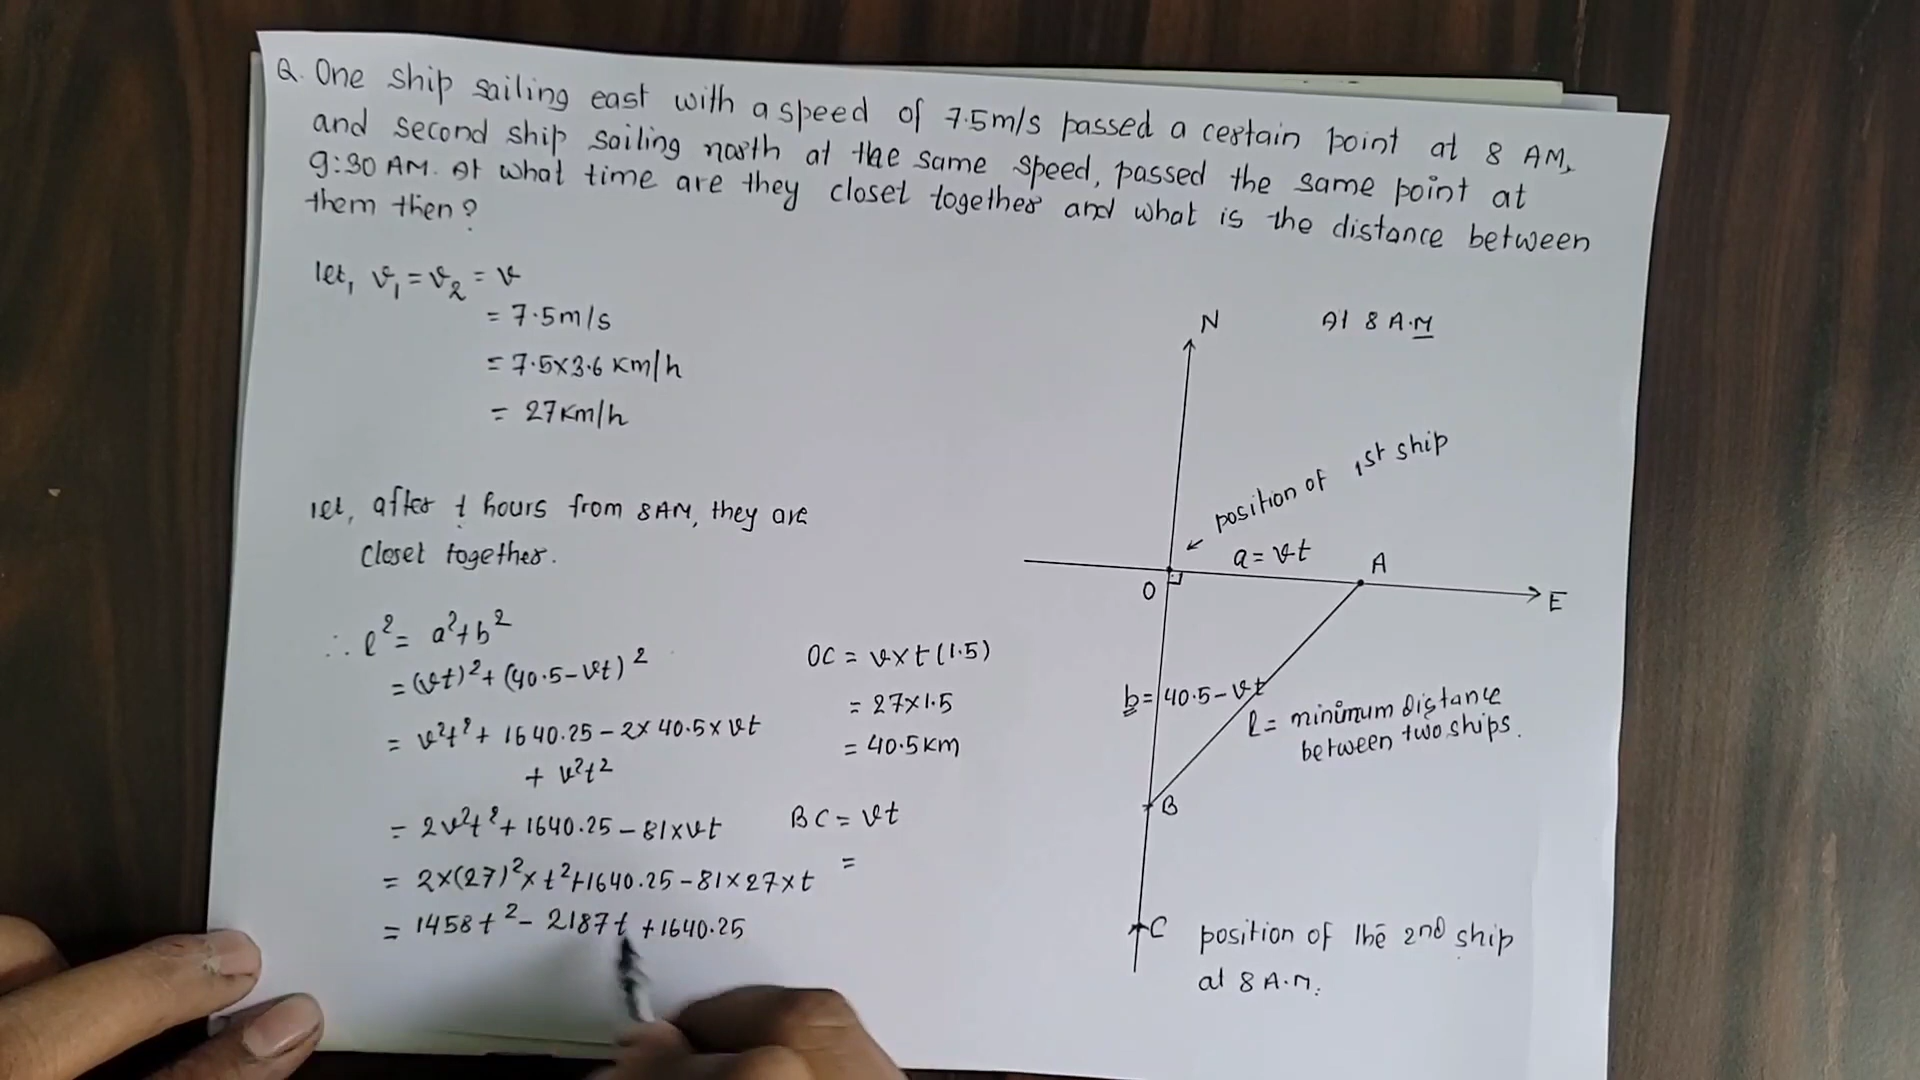 Q. One ship sailing east with a speed of 7.5m/s passed a certain point at 8 AM,
and second ship sailing north at the same speed, passed the same point at
9:30 AM. At what time are they closet together and what is the distance between
them then?
let, v₁ = v₂ = v
= 7.5m/s
= 7.5×3.6 km/h
= 27 km/h
let, after t hours from 8AM, they are
closet together.
∴ l² = a²+b²
= (vt)²+(40.5-vt)²
= v²t² + 1640.25 - 2×40.5×vt
+ v²t²
= 2v²t² + 1640.25 - 81×vt
= 2×(27)²×t²+1640.25-81×27×t
= 1458t² - 2187t + 1640.25
OC = v×t(1.5)
= 27×1.5
= 40.5km
BC = vt
=
N
At 8 A.M
position of 1st ship
a = vt
A
O
E
b = 40.5-vt
l = minimum distance
between two ships.
B
C
position of the 2nd ship
at 8 A.M.